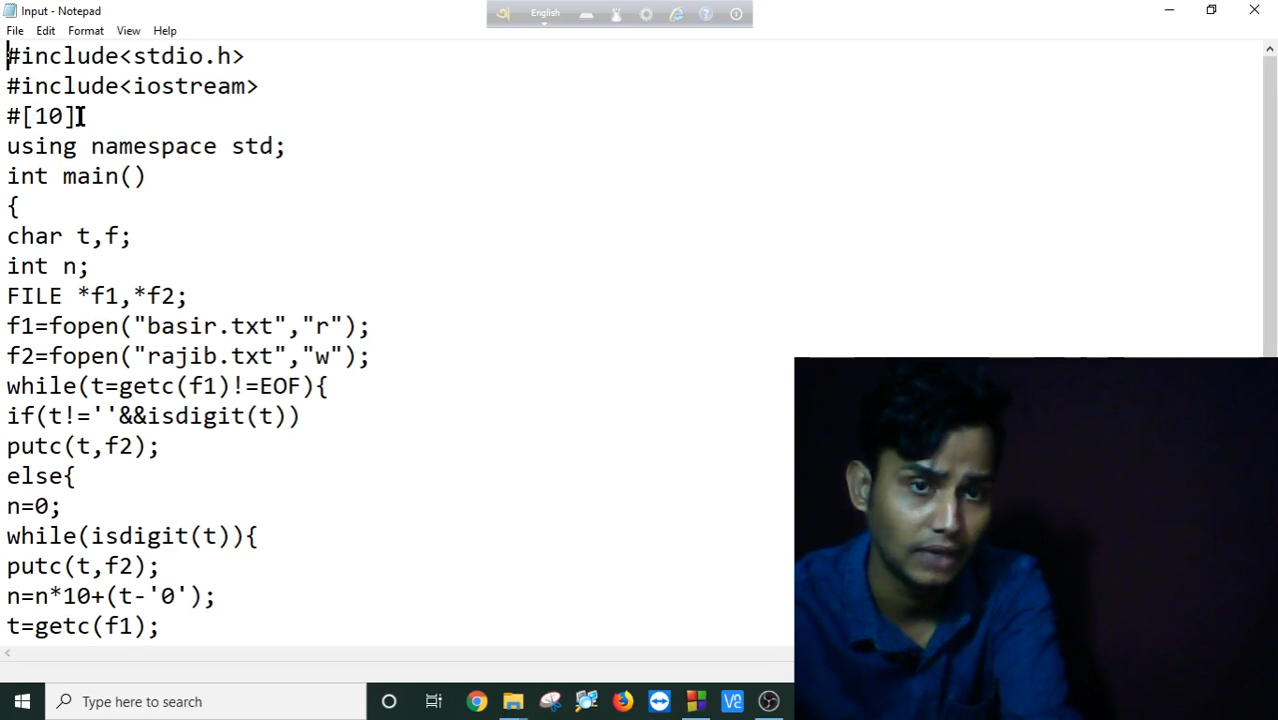 Input - Notepad
অ English
File Edit Format View Help
#include<stdio.h>
#include<iostream>
#[10]
using namespace std;
int main()
{
char t,f;
int n;
FILE *f1,*f2;
f1=fopen("basir.txt","r");
f2=fopen("rajib.txt","w");
while(t=getc(f1)!=EOF){
if(t!=''&&isdigit(t))
putc(t,f2);
else{
n=0;
while(isdigit(t)){
putc(t,f2);
n=n*10+(t-'0');
t=getc(f1);
Type here to search
V2